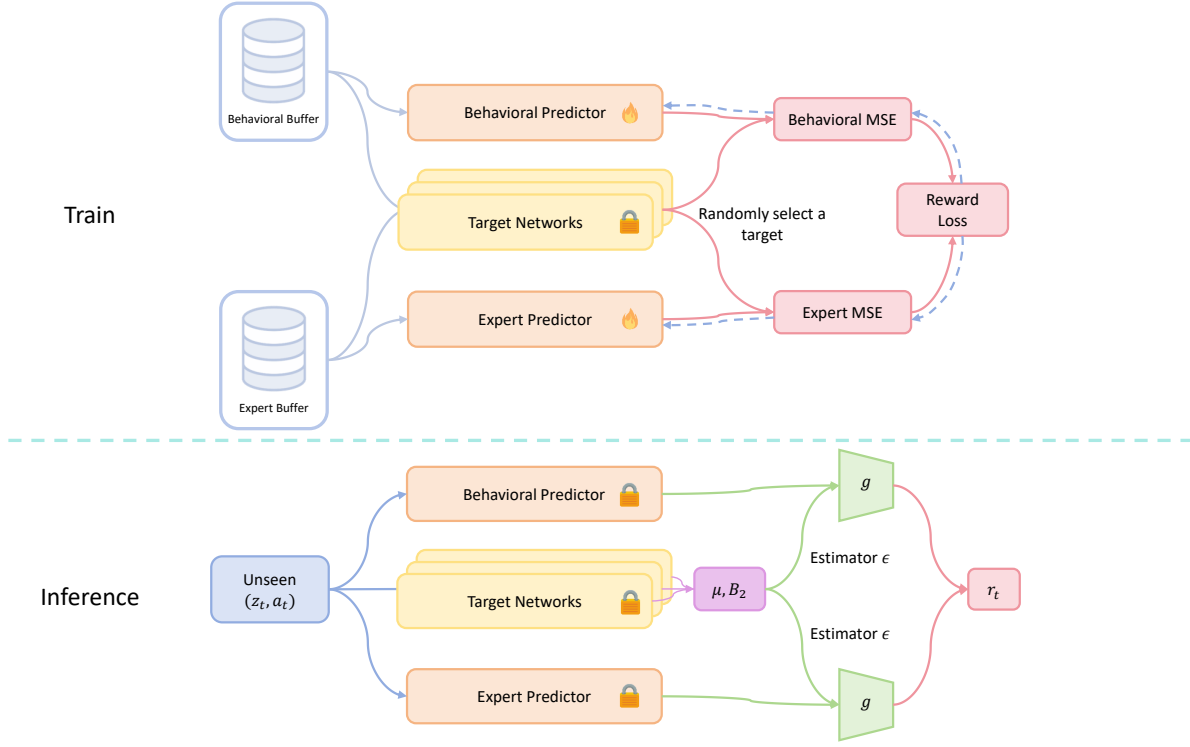 Train
Behavioral Buffer
Behavioral Predictor
Behavioral MSE
Target Networks
Randomly select a
target
Reward
Loss
Expert Predictor
Expert MSE
Expert Buffer
Inference
Unseen
(z_t, a_t)
Behavioral Predictor
g
Estimator ϵ
Target Networks
μ, B_2
r_t
Estimator ϵ
Expert Predictor
g